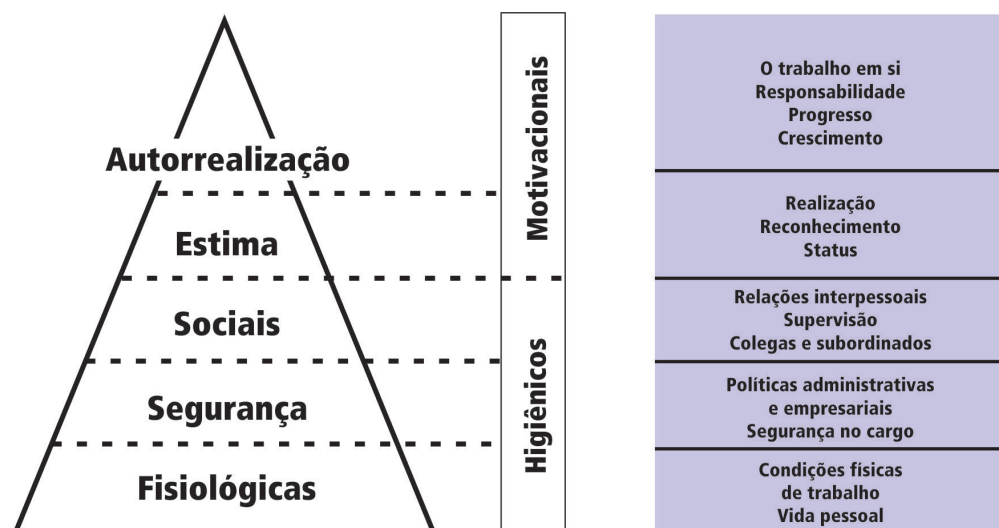 Autorrealização
Estima
Sociais
Segurança
Fisiológicas
Motivacionais
Higiênicos
O trabalho em si
Responsabilidade
Progresso
Crescimento
Realização
Reconhecimento
Status
Relações interpessoais
Supervisão
Colegas e subordinados
Políticas administrativas
e empresariais
Segurança no cargo
Condições físicas
de trabalho
Vida pessoal